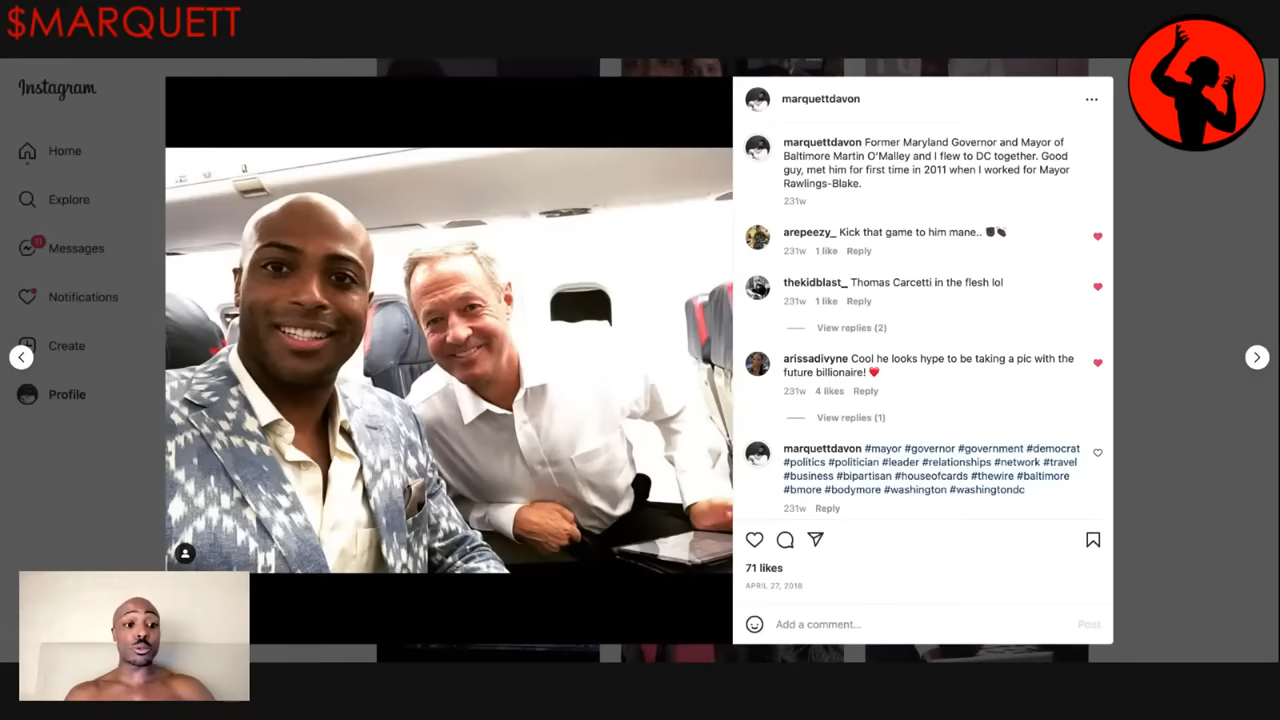 $MARQUETT
Instagram
Home
Explore
11
Messages
Notifications
Create
Profile
marquettdavon
marquettdavon Former Maryland Governor and Mayor of
Baltimore Martin O'Malley and I flew to DC together. Good
guy, met him for first time in 2011 when I worked for Mayor
Rawlings-Blake.
231w
arepeezy_ Kick that game to him mane..
231w 1 like Reply
thekidblast_ Thomas Carcetti in the flesh lol
231w 1 like Reply
View replies (2)
arissadivyne Cool he looks hype to be taking a pic with the
future billionaire! ❤️
231w 4 likes Reply
View replies (1)
marquettdavon #mayor #governor #government #democrat
#politics #politician #leader #relationships #network #travel
#business #bipartisan #houseofcards #thewire #baltimore
#bmore #bodymore #washington #washingtondc
231w Reply
71 likes
APRIL 27, 2018
Add a comment...
Post